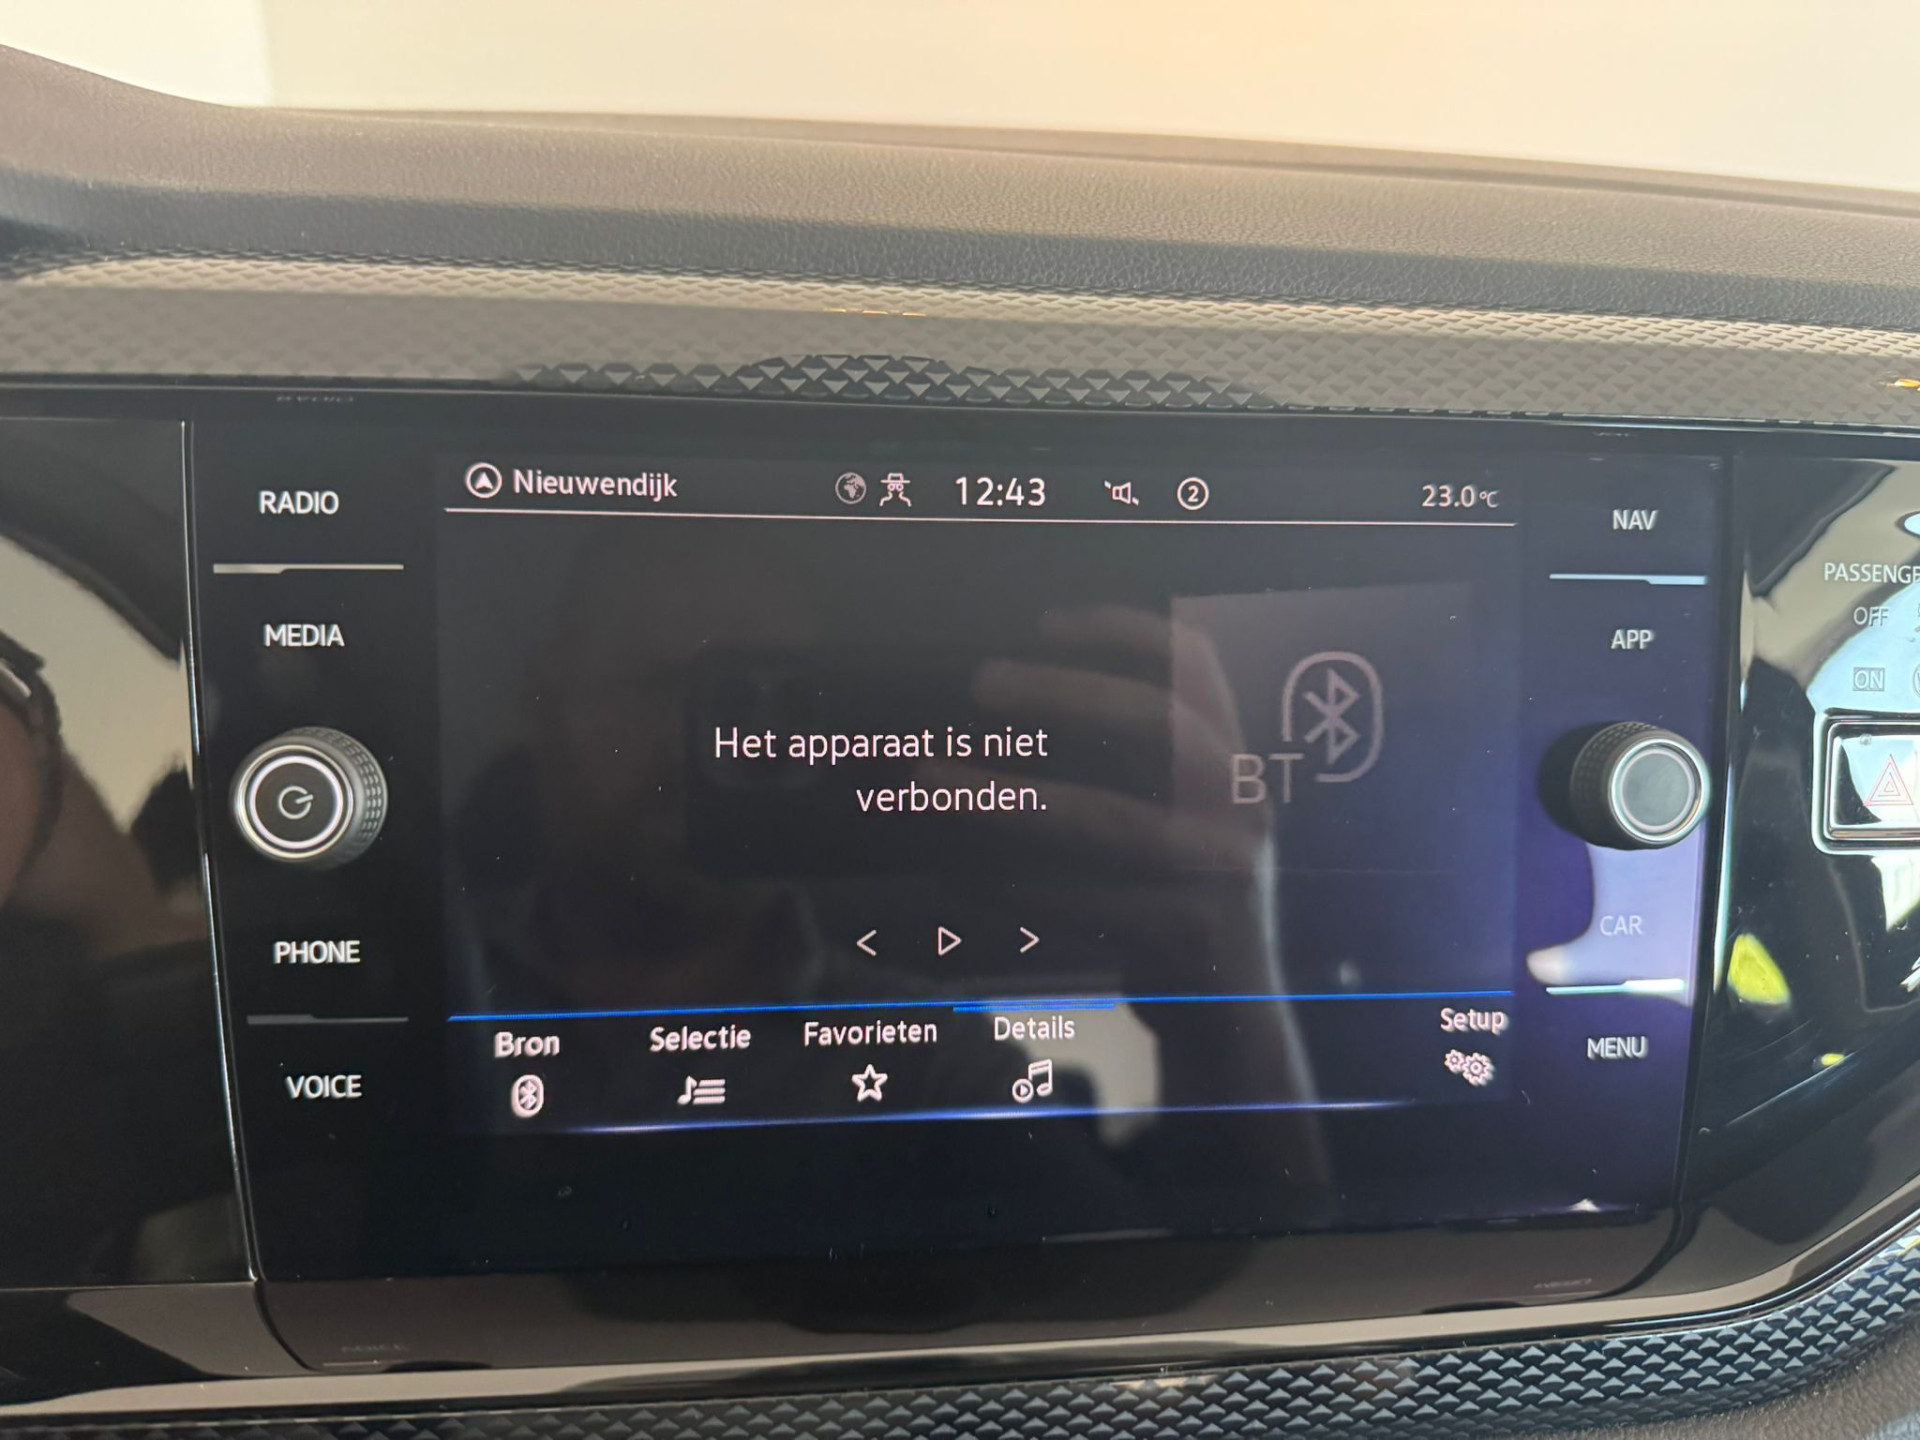 RADIO
MEDIA
PHONE
VOICE
Nieuwendijk 12:43 2 23.0°C
Het apparaat is niet
verbonden.
BT
Bron Selectie Favorieten Details Setup
NAV
APP
CAR
MENU
PASSENGE
OFF
ON